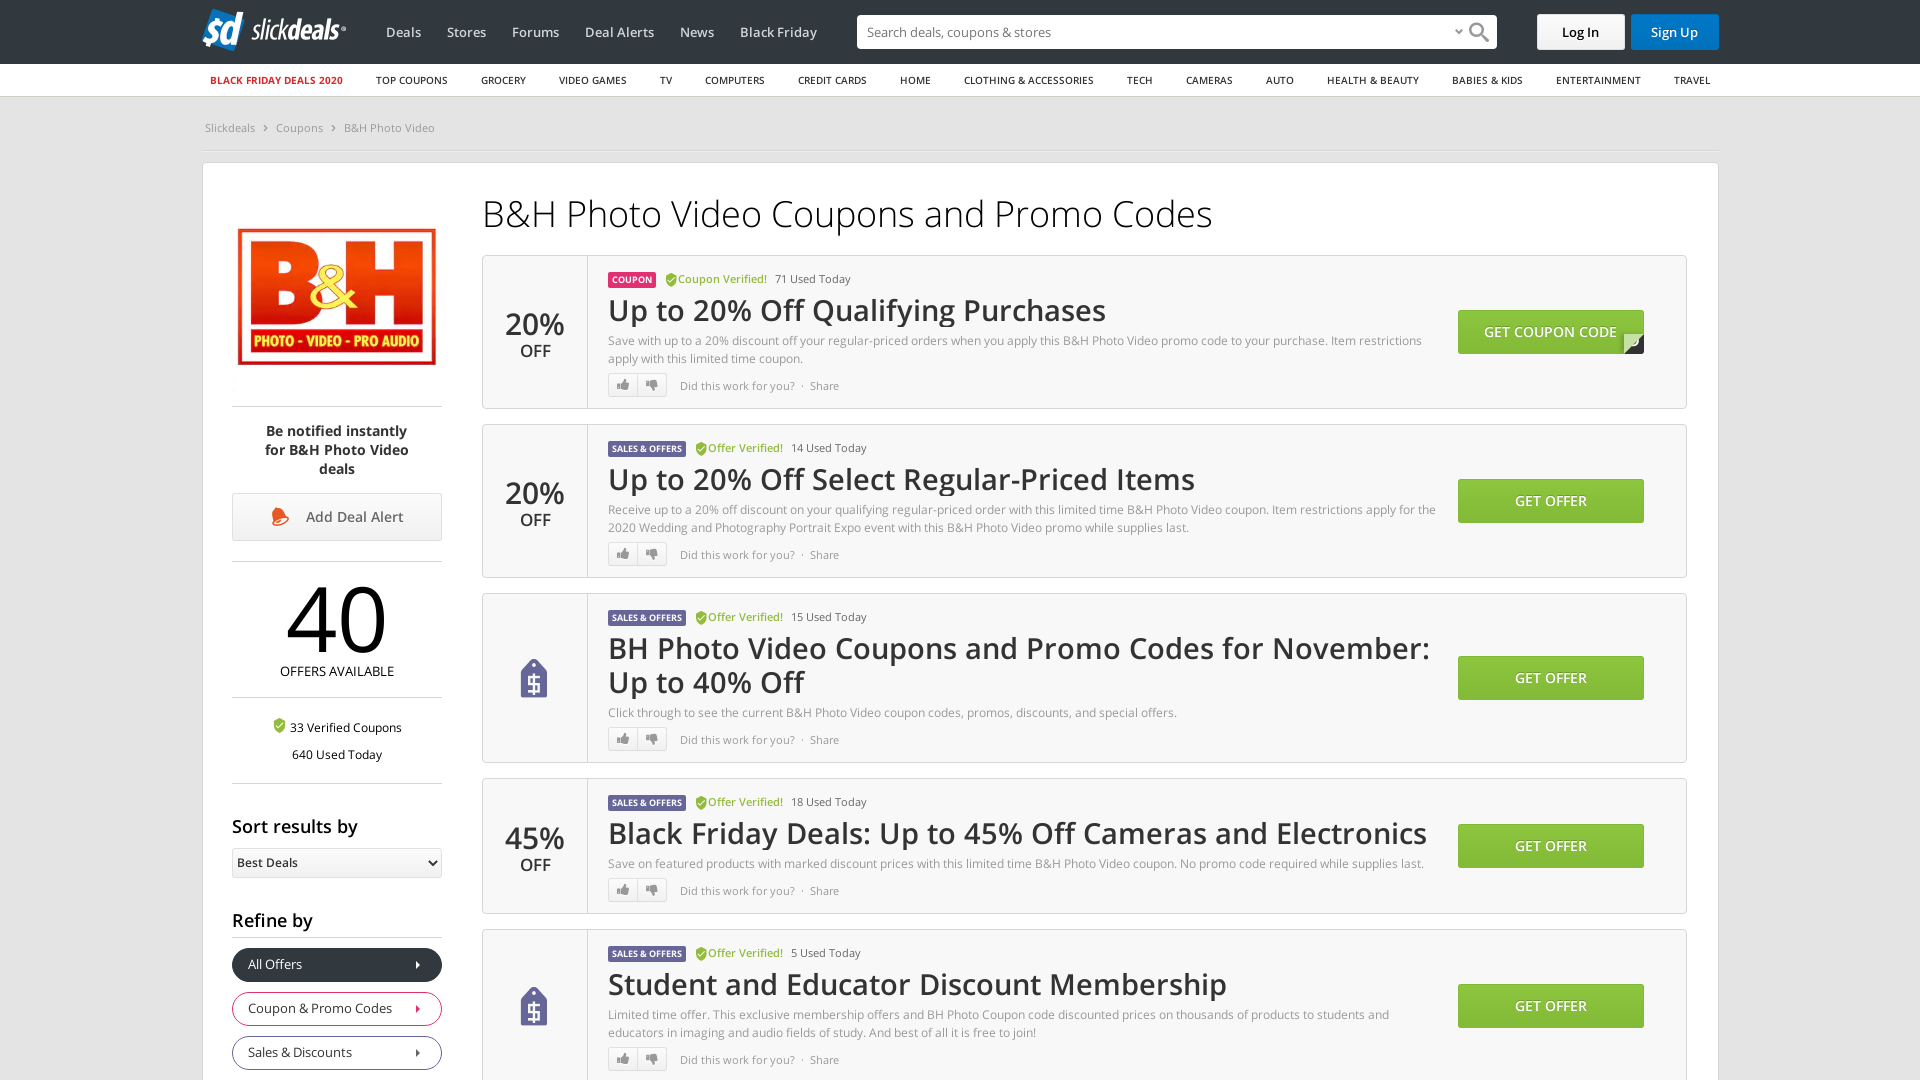 sd slickdeals
Deals Stores Forums Deal Alerts News Black Friday
Search deals, coupons & stores
Log In Sign Up
BLACK FRIDAY DEALS 2020 TOP COUPONS GROCERY VIDEO GAMES TV COMPUTERS CREDIT CARDS HOME CLOTHING & ACCESSORIES TECH CAMERAS AUTO HEALTH & BEAUTY BABIES & KIDS ENTERTAINMENT TRAVEL
Slickdeals › Coupons › B&H Photo Video
B&H
PHOTO - VIDEO - PRO AUDIO
Be notified instantly
for B&H Photo Video
deals
Add Deal Alert
40
OFFERS AVAILABLE
33 Verified Coupons
640 Used Today
Sort results by
Best Deals
Refine by
All Offers
Coupon & Promo Codes
Sales & Discounts
B&H Photo Video Coupons and Promo Codes
20%
OFF
COUPON Coupon Verified! 71 Used Today
Up to 20% Off Qualifying Purchases
Save with up to a 20% discount off your regular-priced orders when you apply this B&H Photo Video promo code to your purchase. Item restrictions
apply with this limited time coupon.
Did this work for you? · Share
GET COUPON CODE
20%
OFF
SALES & OFFERS Offer Verified! 14 Used Today
Up to 20% Off Select Regular-Priced Items
Receive up to a 20% off discount on your qualifying regular-priced order with this limited time B&H Photo Video coupon. Item restrictions apply for the
2020 Wedding and Photography Portrait Expo event with this B&H Photo Video promo while supplies last.
Did this work for you? · Share
GET OFFER
SALES & OFFERS Offer Verified! 15 Used Today
BH Photo Video Coupons and Promo Codes for November:
Up to 40% Off
Click through to see the current B&H Photo Video coupon codes, promos, discounts, and special offers.
Did this work for you? · Share
GET OFFER
45%
OFF
SALES & OFFERS Offer Verified! 18 Used Today
Black Friday Deals: Up to 45% Off Cameras and Electronics
Save on featured products with marked discount prices with this limited time B&H Photo Video coupon. No promo code required while supplies last.
Did this work for you? · Share
GET OFFER
SALES & OFFERS Offer Verified! 5 Used Today
Student and Educator Discount Membership
Limited time offer. This exclusive membership offers and BH Photo Coupon code discounted prices on thousands of products to students and
educators in imaging and audio fields of study. And best of all it is free to join!
Did this work for you? · Share
GET OFFER